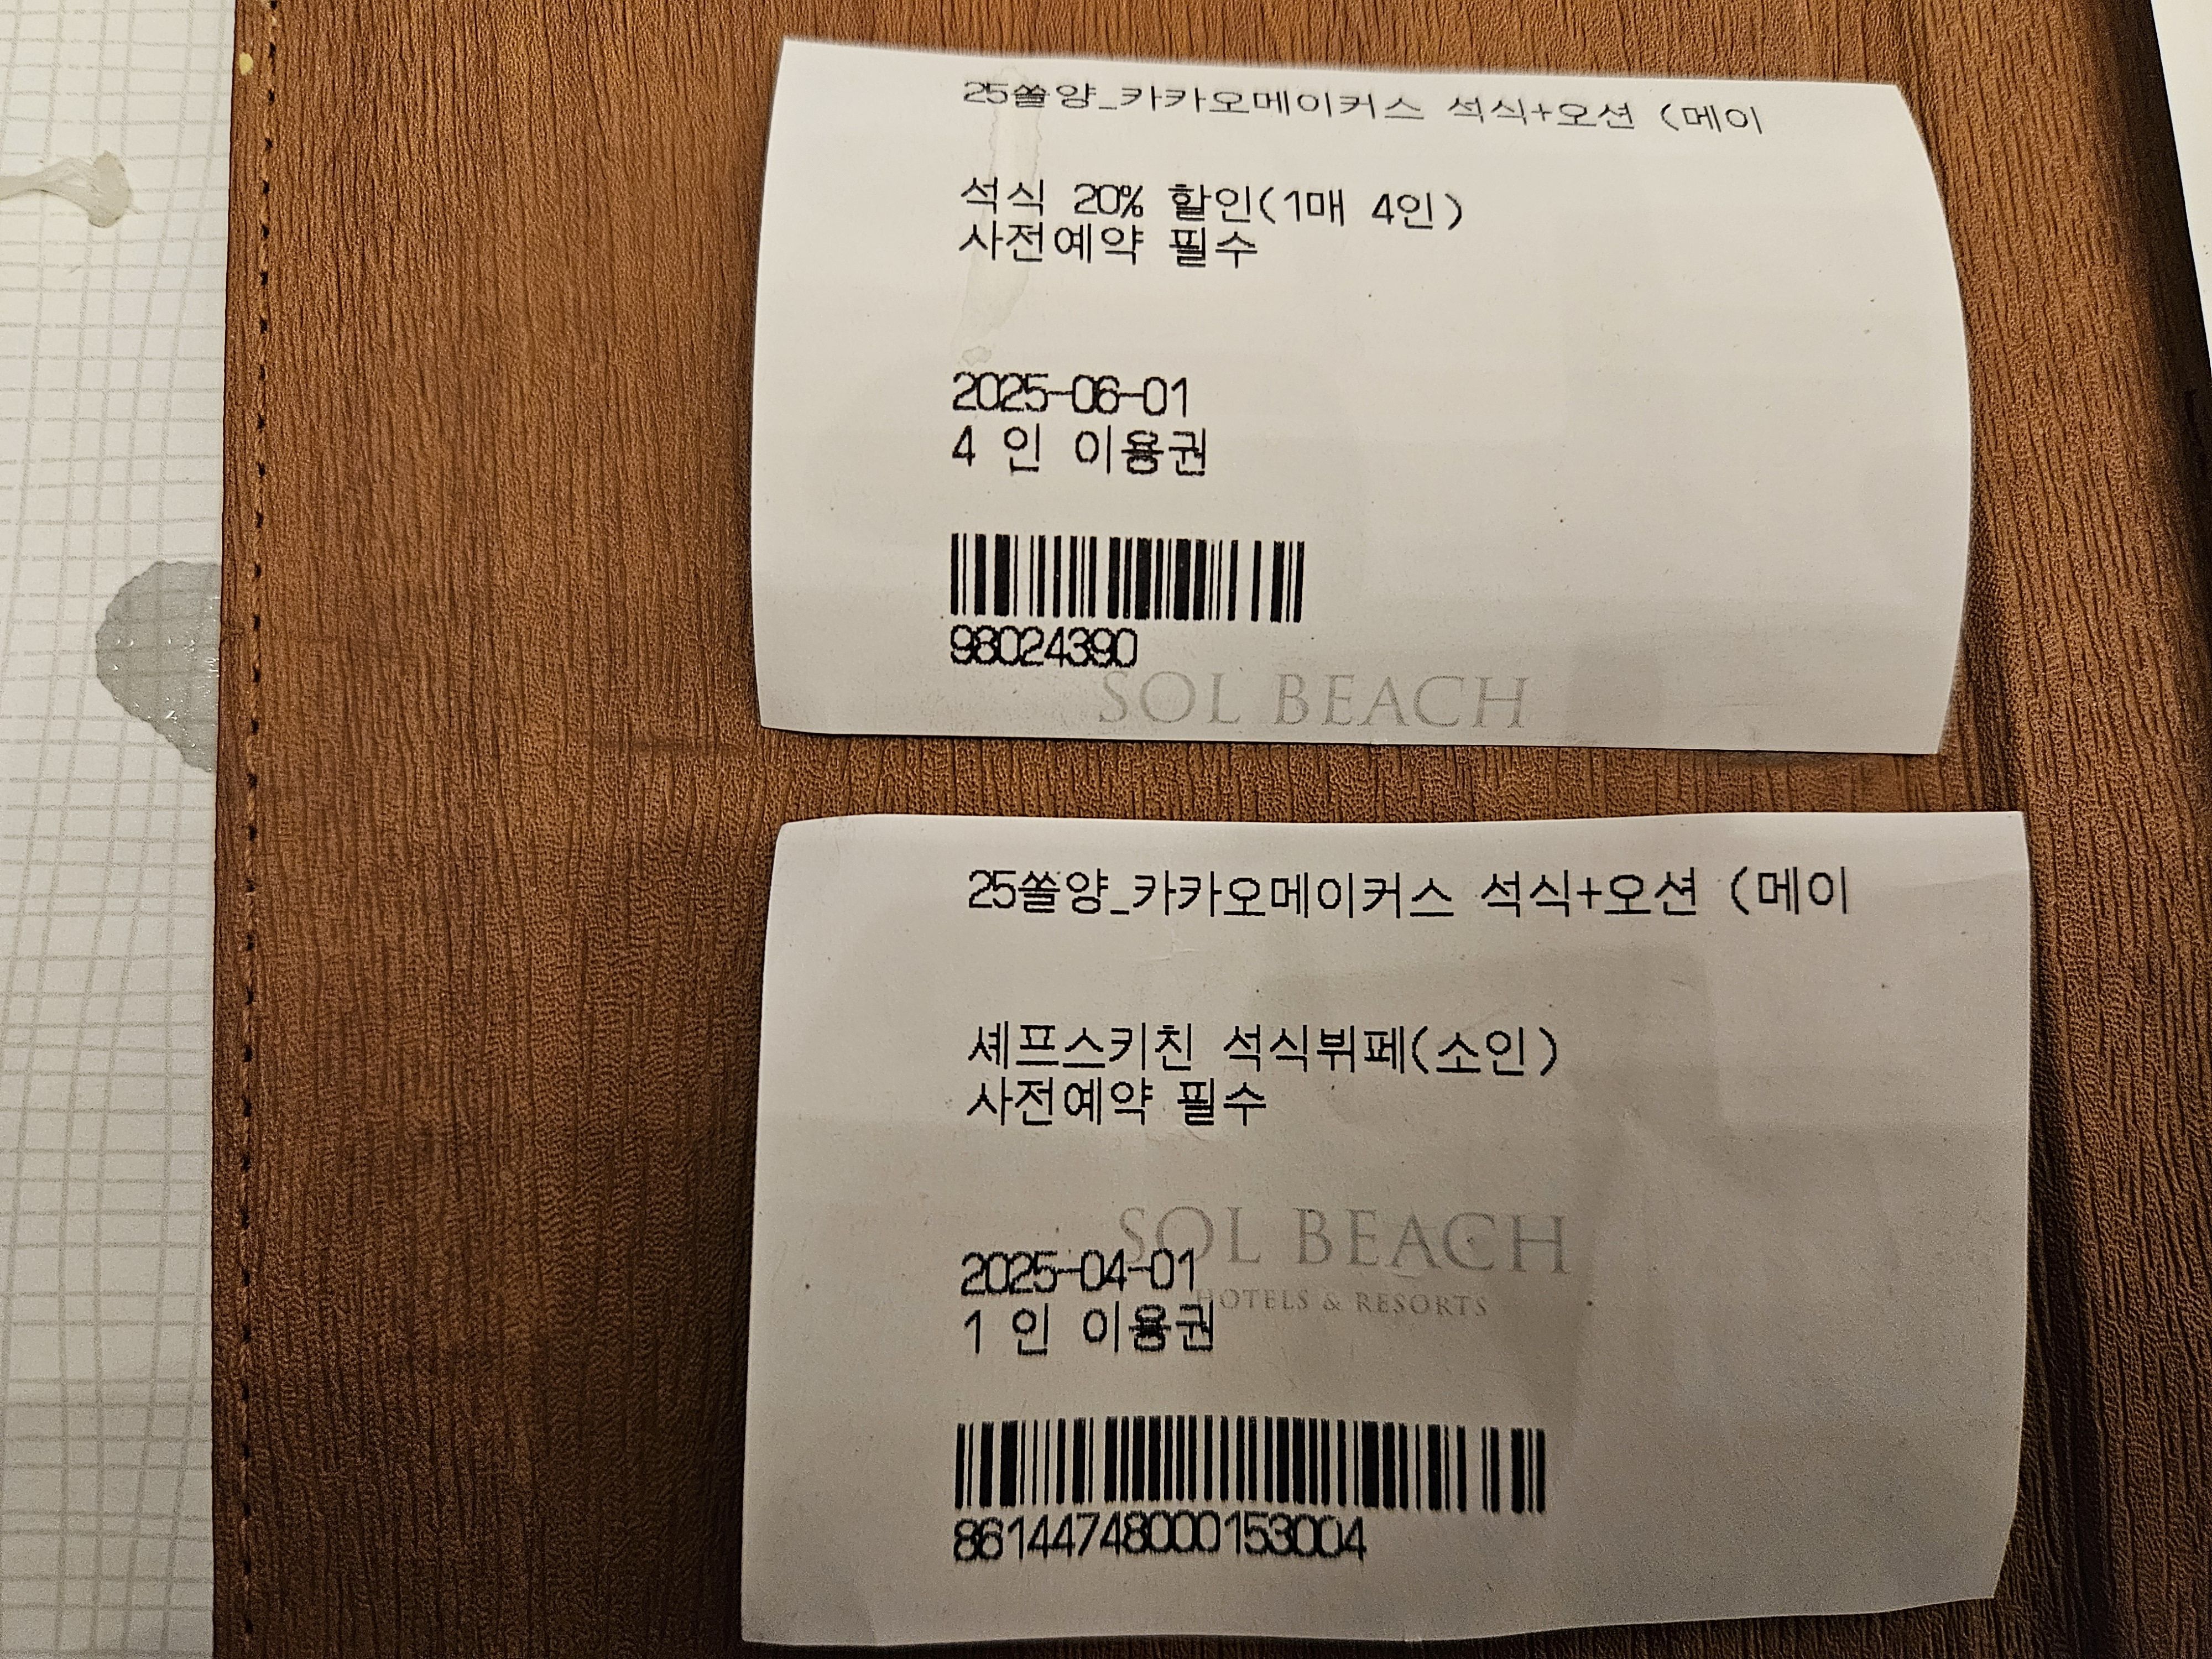 25쏠양_카카오메이커스 석식+오션 (메이
석식 20% 할인(1매 4인)
사전예약 필수
2025-06-01
4 인 이용권
98024390
SOL BEACH
25쏠양_카카오메이커스 석식+오션 (메이
셰프스키친 석식뷔페(소인)
사전예약 필수
SOL BEACH
2025-04-01
HOTELS & RESORTS
1 인 이용권
86144748000153004